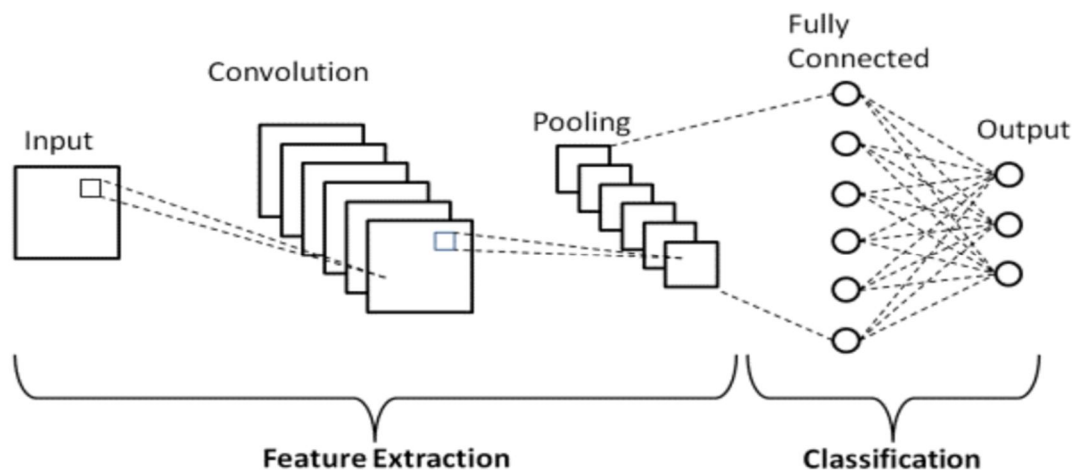 Input
Convolution
Pooling
Fully
Connected
Output
Feature Extraction
Classification